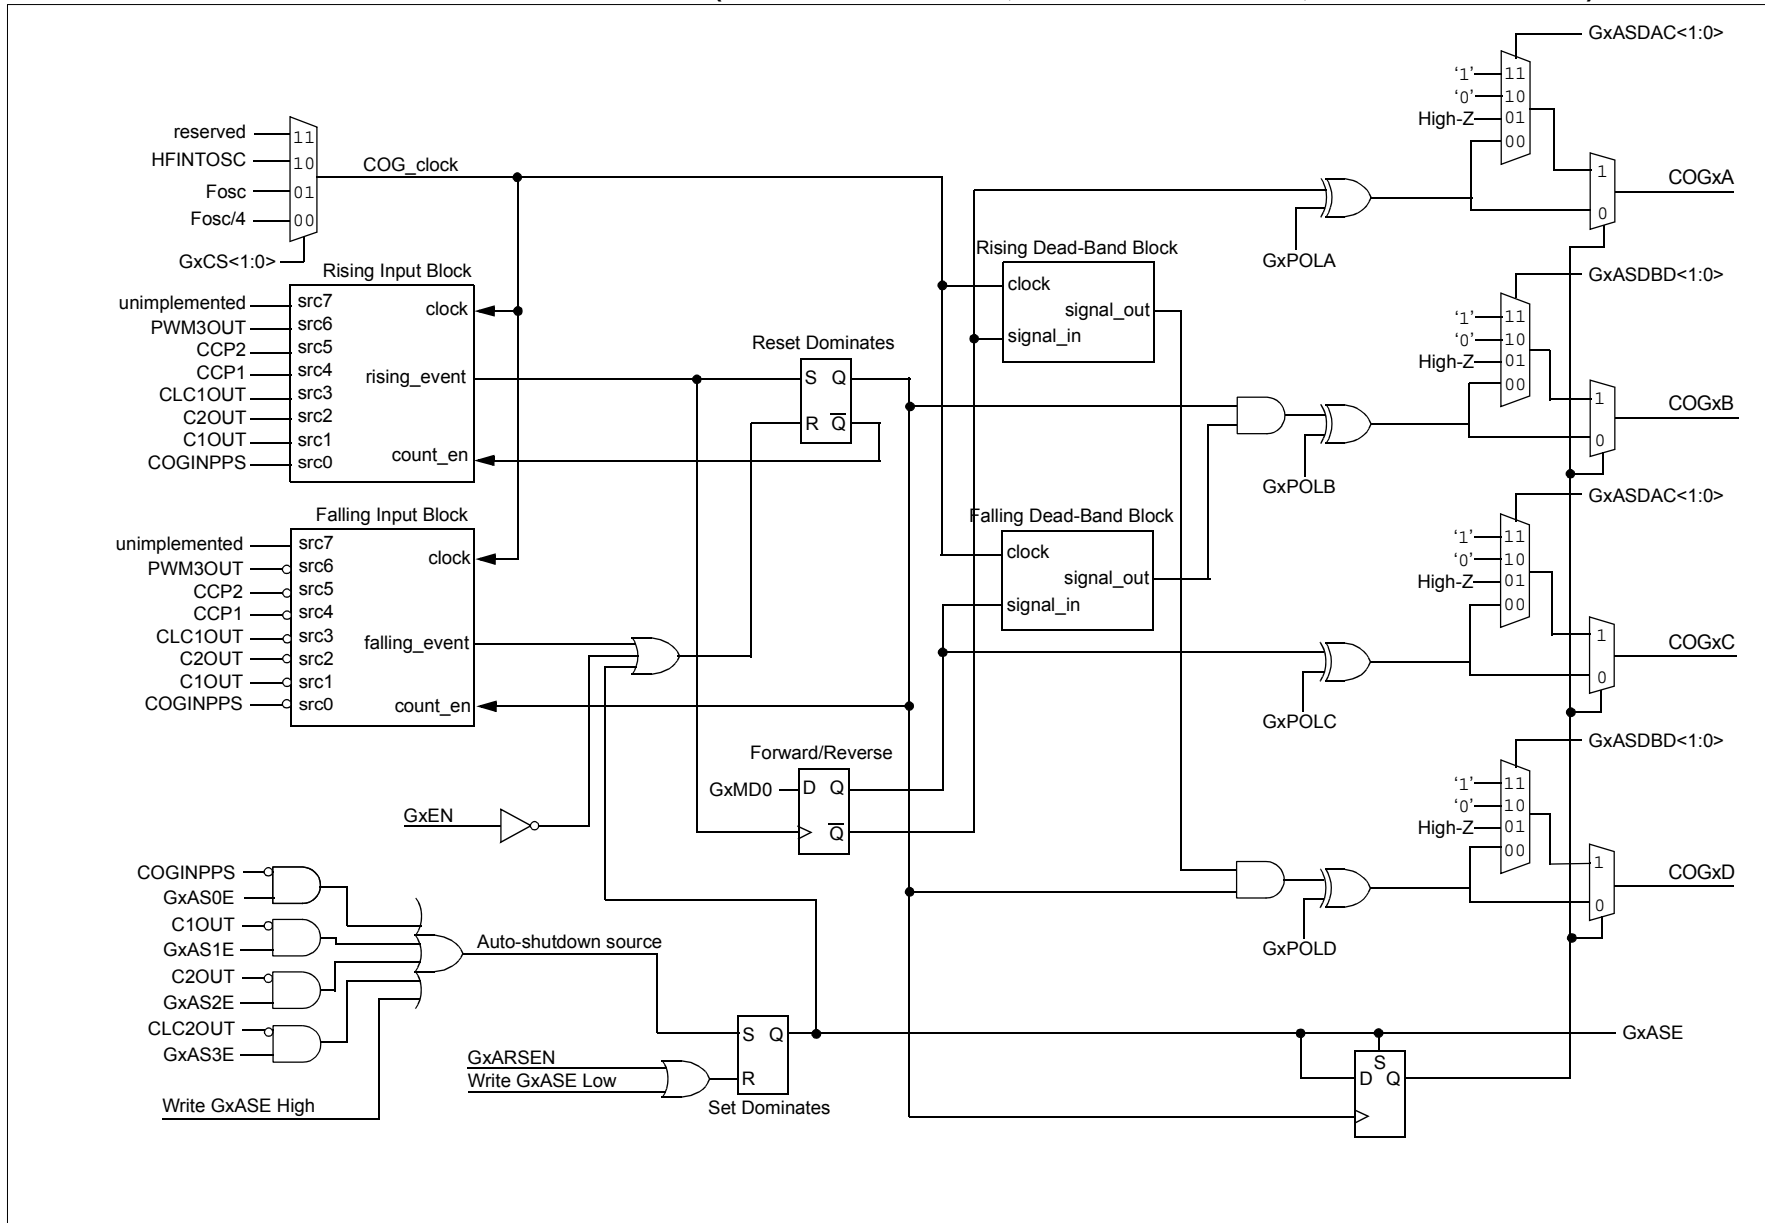 GxASDAC<1:0>
'1' 11
'0' 10
High-Z 01
00
1
0
COGxA
GxPOLA
reserved 11
HFINTOSC 10
Fosc 01
Fosc/4 00
GxCS<1:0>
COG_clock
Rising Input Block
unimplemented src7
PWM3OUT src6
CCP2 src5
CCP1 src4
CLC1OUT src3
C2OUT src2
C1OUT src1
COGINPPS src0
clock
rising_event
count_en
Reset Dominates
S Q
R Q
Rising Dead-Band Block
clock
signal_out
signal_in
GxASDBD<1:0>
'1' 11
'0' 10
High-Z 01
00
1
0
COGxB
GxPOLB
Falling Input Block
unimplemented src7
PWM3OUT src6
CCP2 src5
CCP1 src4
CLC1OUT src3
C2OUT src2
C1OUT src1
COGINPPS src0
clock
falling_event
count_en
Falling Dead-Band Block
clock
signal_out
signal_in
GxASDAC<1:0>
'1' 11
'0' 10
High-Z 01
00
1
0
COGxC
GxPOLC
Forward/Reverse
GxMD0 D Q
Q
GxEN
GxASDBD<1:0>
'1' 11
'0' 10
High-Z 01
00
1
0
COGxD
GxPOLD
COGINPPS
GxAS0E
C1OUT
GxAS1E
C2OUT
GxAS2E
CLC2OUT
GxAS3E
Write GxASE High
Auto-shutdown source
GxARSEN
Write GxASE Low
S Q
R
Set Dominates
GxASE
S
D Q